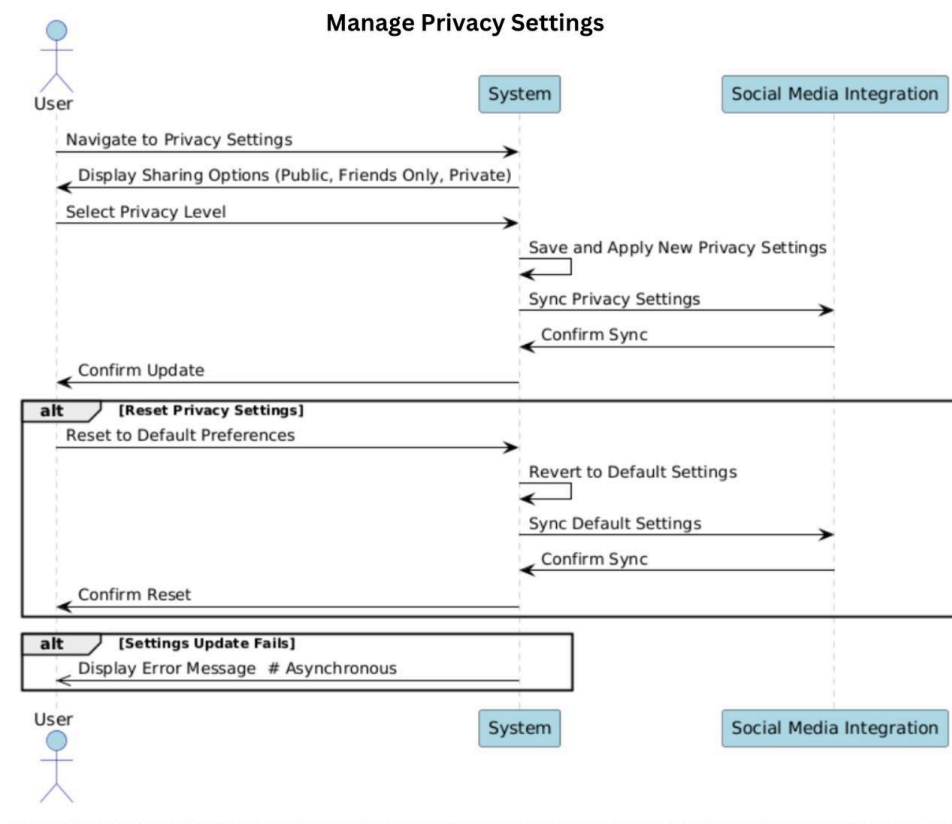 Manage Privacy Settings
User
System
Social Media Integration
Navigate to Privacy Settings
Display Sharing Options (Public, Friends Only, Private)
Select Privacy Level
Save and Apply New Privacy Settings
Sync Privacy Settings
Confirm Sync
Confirm Update
alt [Reset Privacy Settings]
Reset to Default Preferences
Revert to Default Settings
Sync Default Settings
Confirm Sync
Confirm Reset
alt [Settings Update Fails]
Display Error Message # Asynchronous
User
System
Social Media Integration